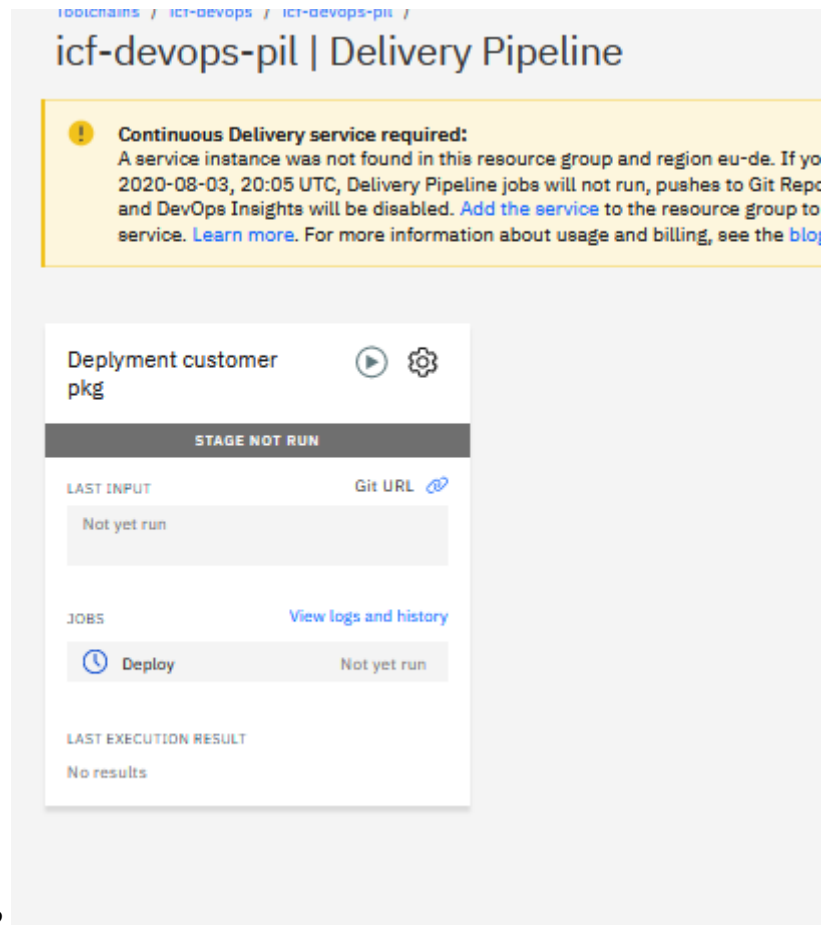 Toolchains / icf-devops / icf-devops-pil /
icf-devops-pil | Delivery Pipeline
Continuous Delivery service required:
A service instance was not found in this resource group and region eu-de. If yo
2020-08-03, 20:05 UTC, Delivery Pipeline jobs will not run, pushes to Git Repo
and DevOps Insights will be disabled. Add the service to the resource group to
service. Learn more. For more information about usage and billing, see the blog
Deplyment customer
pkg
STAGE NOT RUN
LAST INPUT Git URL
Not yet run
JOBS View logs and history
Deploy Not yet run
LAST EXECUTION RESULT
No results